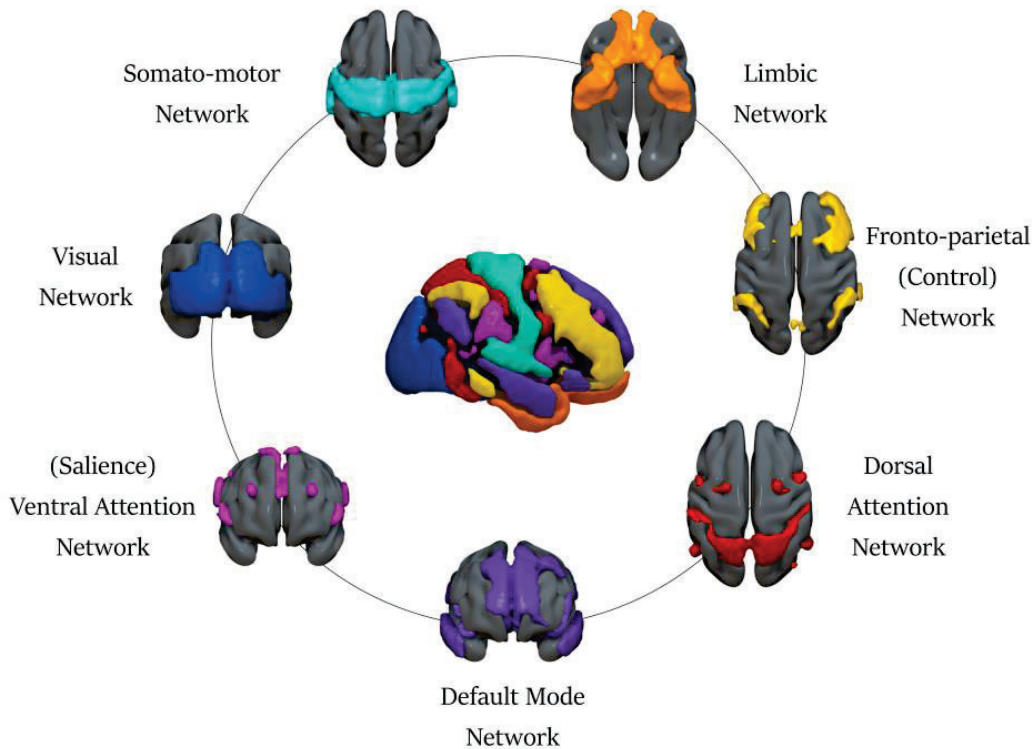 Somato-motor
Network
Limbic
Network
Visual
Network
Fronto-parietal
(Control)
Network
(Salience)
Ventral Attention
Network
Dorsal
Attention
Network
Default Mode
Network